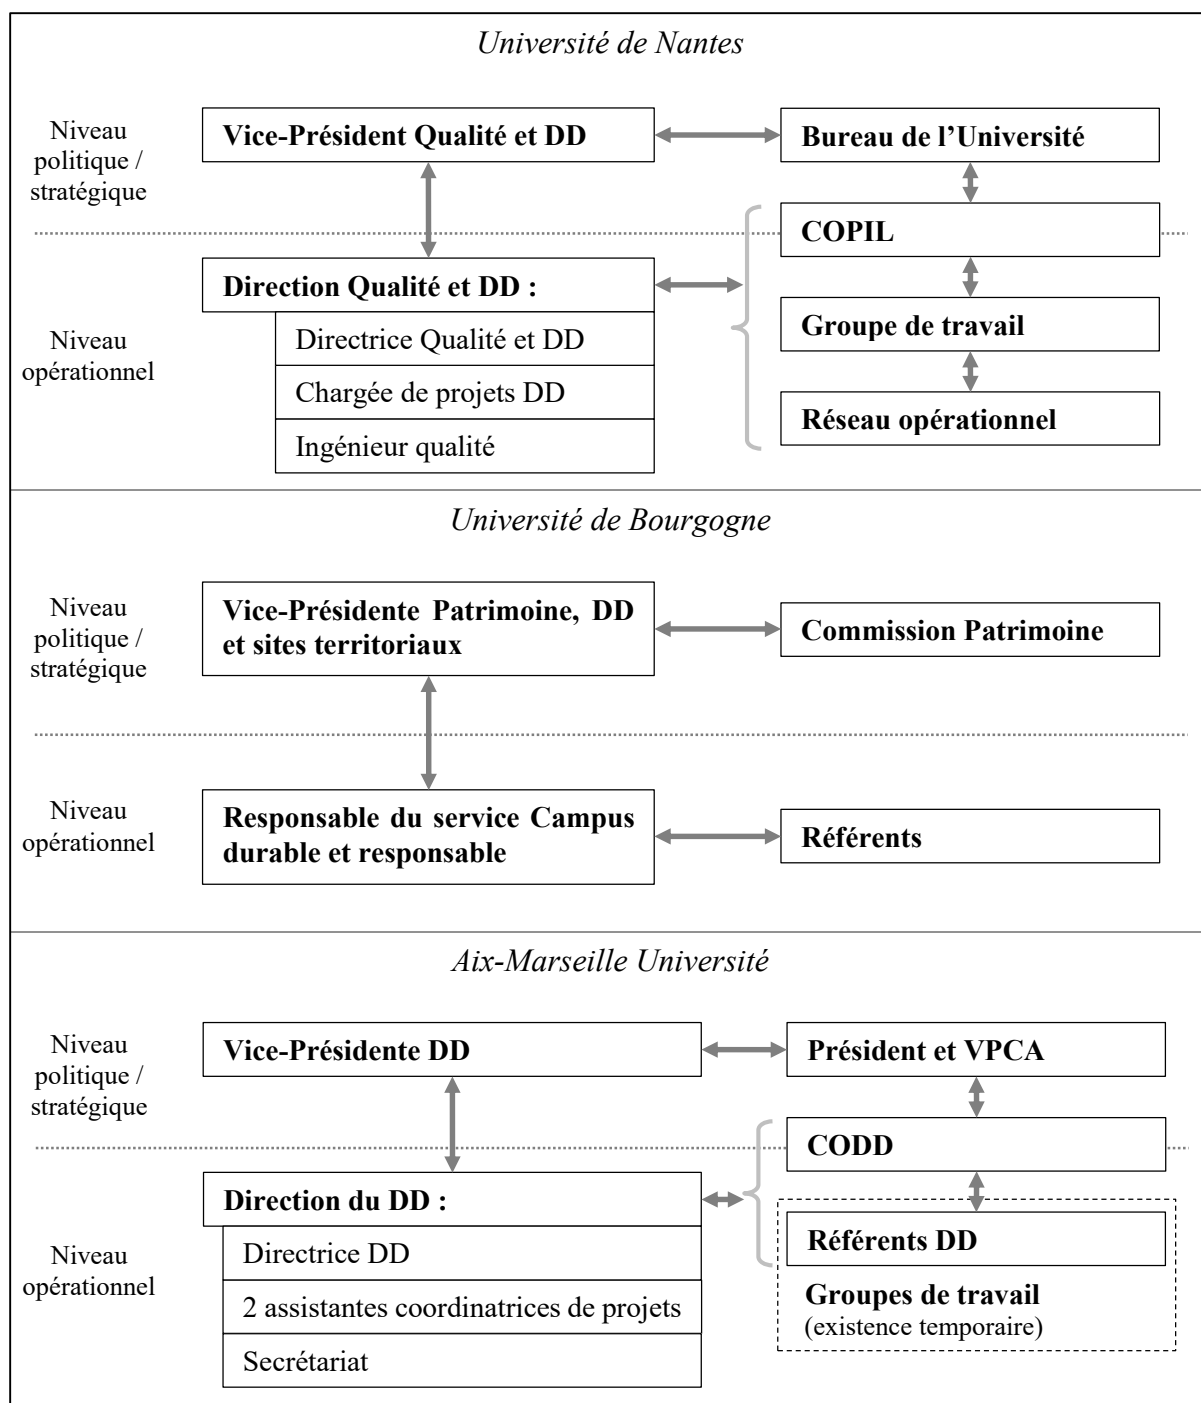 Université de Nantes
Niveau
politique /
stratégique
Vice-Président Qualité et DD
Bureau de l’Université
COPIL
Niveau
opérationnel
Direction Qualité et DD :
Directrice Qualité et DD
Chargée de projets DD
Ingénieur qualité
Groupe de travail
Réseau opérationnel
Université de Bourgogne
Niveau
politique /
stratégique
Vice-Présidente Patrimoine, DD
et sites territoriaux
Commission Patrimoine
Niveau
opérationnel
Responsable du service Campus
durable et responsable
Référents
Aix-Marseille Université
Niveau
politique /
stratégique
Vice-Présidente DD
Président et VPCA
CODD
Niveau
opérationnel
Direction du DD :
Directrice DD
2 assistantes coordinatrices de projets
Secrétariat
Référents DD
Groupes de travail
(existence temporaire)